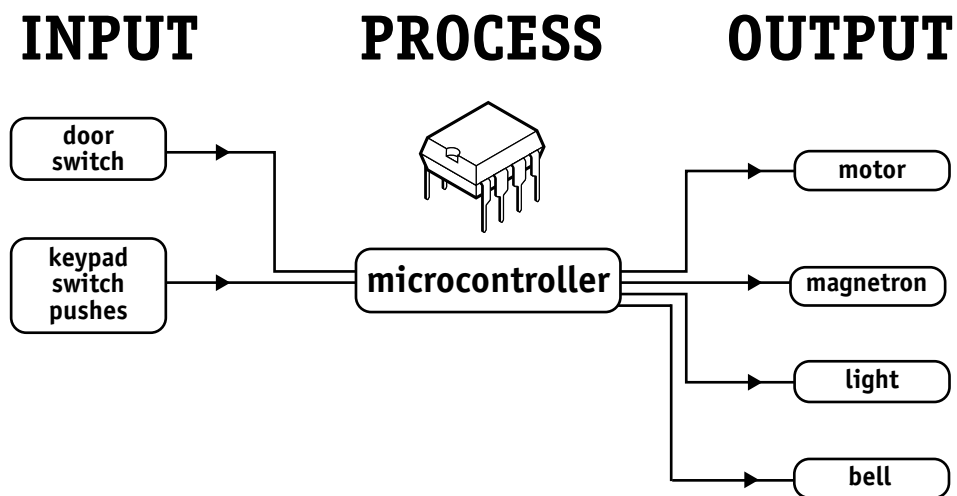 INPUT PROCESS OUTPUT
door
switch
motor
keypad
switch
pushes
microcontroller
magnetron
light
bell